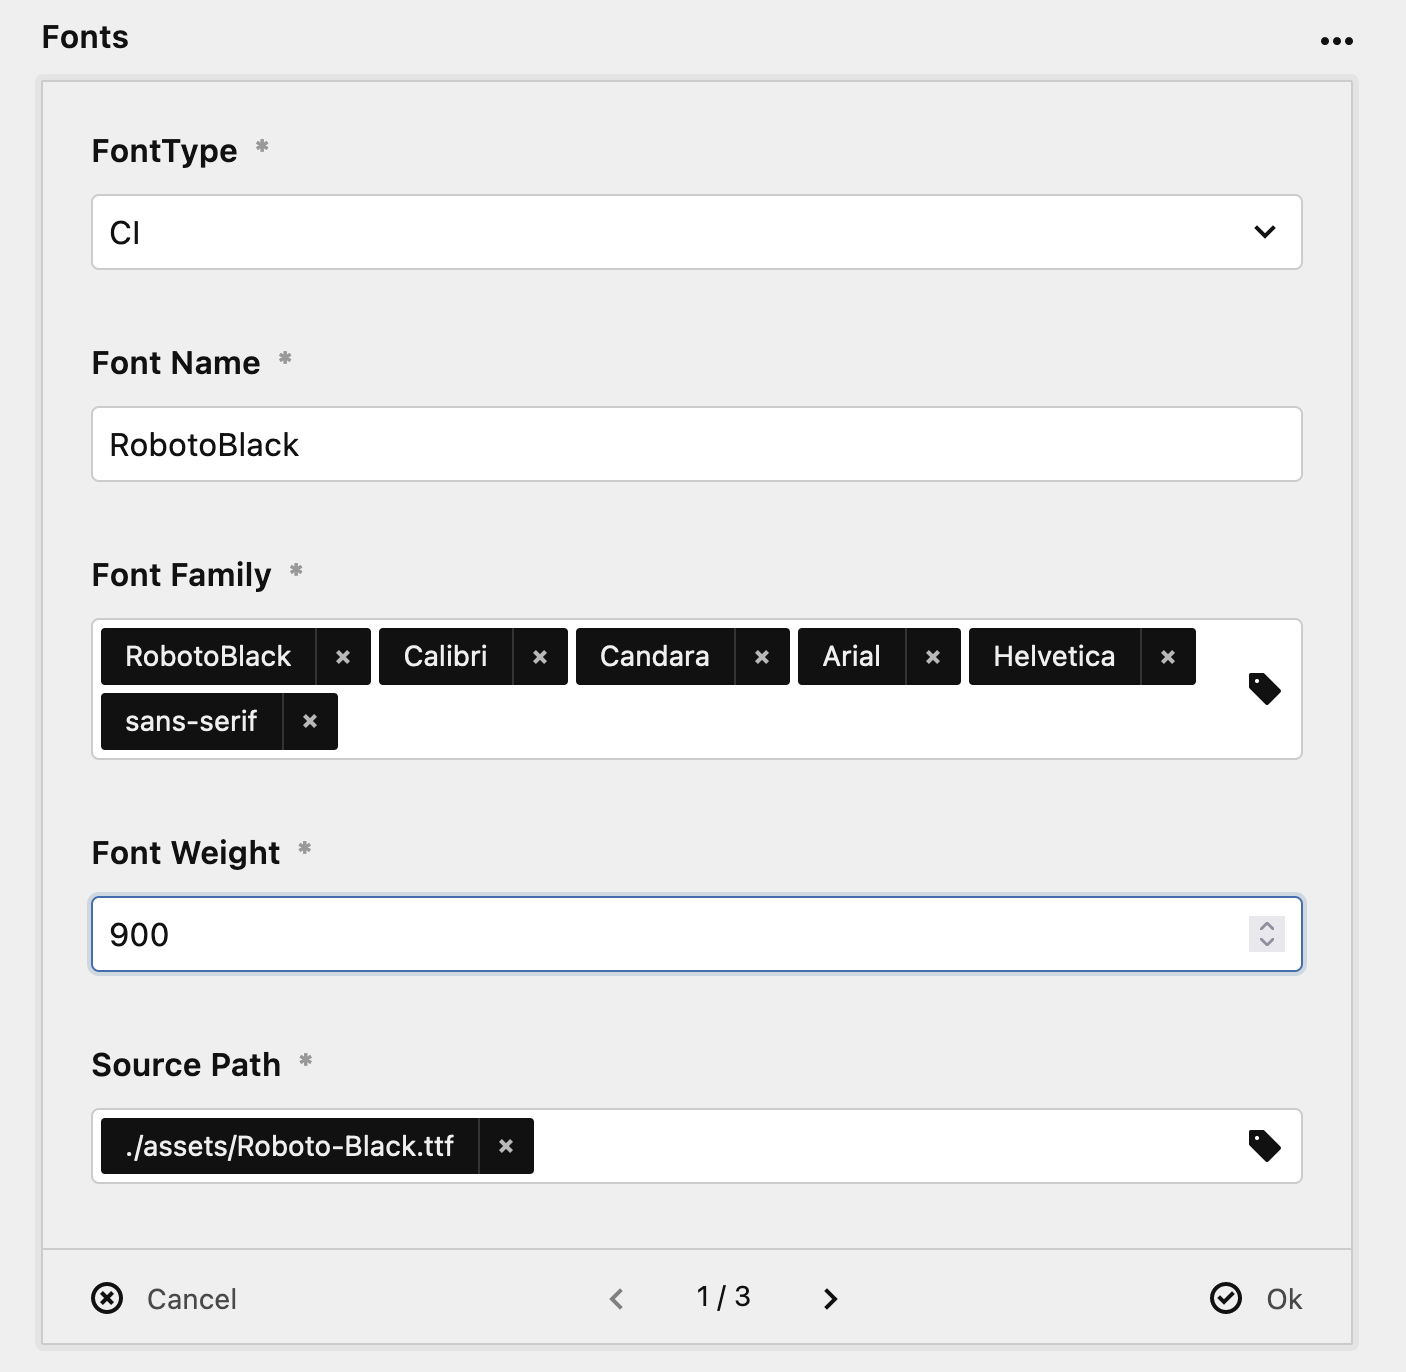 Fonts
FontType *
CI
Font Name *
RobotoBlack
Font Family *
RobotoBlack × Calibri × Candara × Arial × Helvetica ×
sans-serif ×
Font Weight *
900
Source Path *
./assets/Roboto-Black.ttf ×
Cancel 1 / 3 Ok